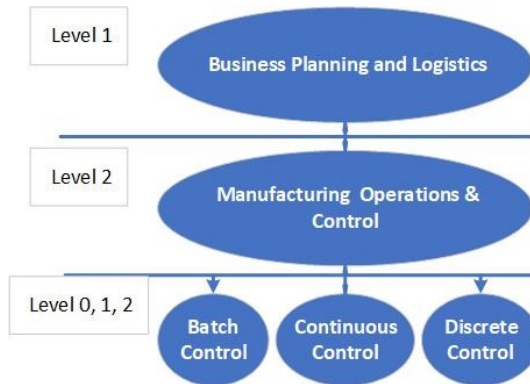 Level 1
Business Planning and Logistics
Level 2
Manufacturing Operations &
Control
Level 0, 1, 2
Batch
Control
Continuous
Control
Discrete
Control